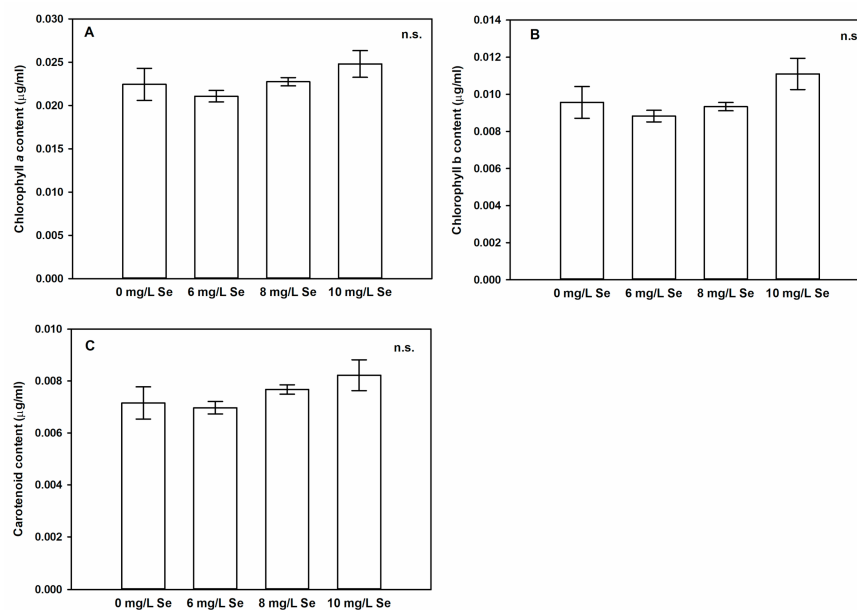 A
n.s.
Chlorophyll a content (µg/ml)
0.030
0.025
0.020
0.015
0.010
0.005
0.000
0 mg/L Se 6 mg/L Se 8 mg/L Se 10 mg/L Se
B
n.s
Chlorophyll b content (µg/ml)
0.014
0.012
0.010
0.008
0.006
0.004
0.002
0.000
0 mg/L Se 6 mg/L Se 8 mg/L Se 10 mg/L Se
C
n.s.
Carotenoid content (µg/ml)
0.010
0.008
0.006
0.004
0.002
0.000
0 mg/L Se 6 mg/L Se 8 mg/L Se 10 mg/L Se